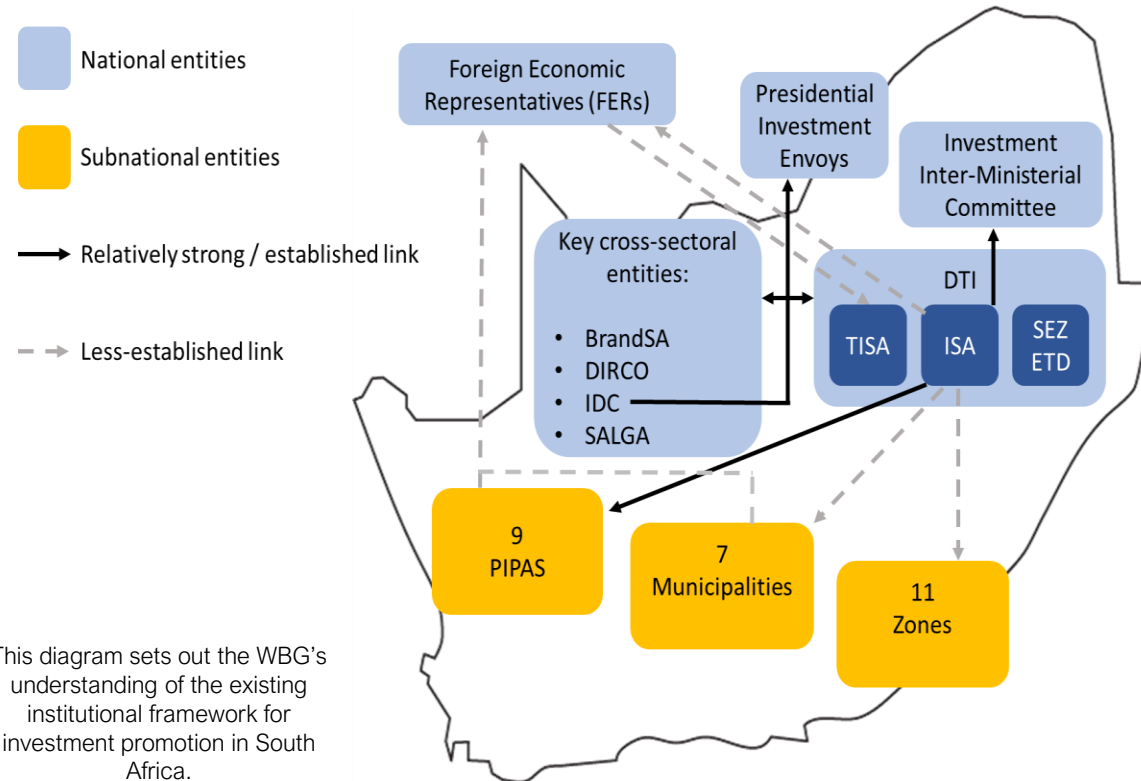 National entities
Subnational entities
Relatively strong / established link
Less-established link
Foreign Economic
Representatives (FERs)
Presidential
Investment
Envoys
Investment
Inter-Ministerial
Committee
Key cross-sectoral
entities:
• BrandSA
• DIRCO
• IDC
• SALGA
DTI
TISA
ISA
SEZ
ETD
9
PIPAS
7
Municipalities
11
Zones
This diagram sets out the WBG's
understanding of the existing
institutional framework for
investment promotion in South
Africa.